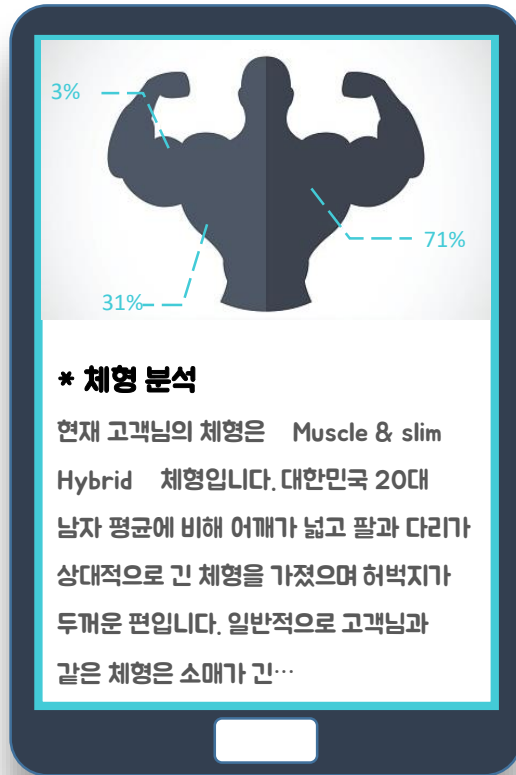 3%
71%
31%
* 체형 분석
현재 고객님의 체형은 Muscle & slim
Hybrid 체형입니다. 대한민국 20대
남자 평균에 비해 어깨가 넓고 팔과 다리가
상대적으로 긴 체형을 가졌으며 허벅지가
두꺼운 편입니다. 일반적으로 고객님과
같은 체형은 소매가 긴…